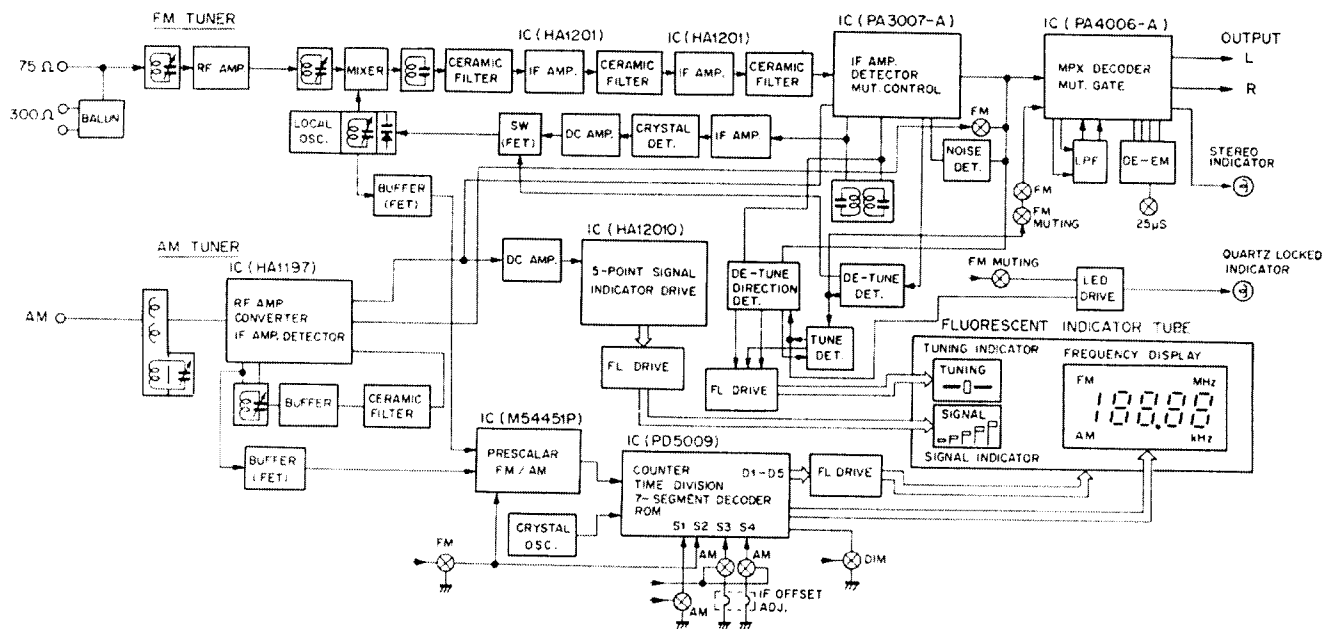 FM TUNER
75Ω
300Ω
BALUN
RF AMP.
MIXER
CERAMIC
FILTER
IC (HA1201)
IF AMP.
CERAMIC
FILTER
IC (HA1201)
IF AMP.
CERAMIC
FILTER
IC (PA3007-A)
IF AMP.
DETECTOR
MUT. CONTROL
IC (PA4006-A)
MPX DECODER
MUT. GATE
OUTPUT
L
R
LOCAL
OSC.
SW
(FET)
DC AMP.
CRYSTAL
DET.
IF AMP.
FM
NOISE
DET.
LPF
DE-EM
25µS
STEREO
INDICATOR
FM
FM
MUTING
BUFFER
(FET)
AM TUNER
IC (HA1197)
RF AMP
CONVERTER
IF AMP. DETECTOR
AM
BUFFER
CERAMIC
FILTER
BUFFER
(FET)
DC AMP.
IC (HA12010)
5-POINT SIGNAL
INDICATOR DRIVE
FL DRIVE
DE-TUNE
DIRECTION
DET.
DE-TUNE
DET.
TUNE
DET.
FL DRIVE
FM MUTING
LED
DRIVE
QUARTZ LOCKED
INDICATOR
FLUORESCENT INDICATOR TUBE
TUNING INDICATOR
TUNING
SIGNAL
SIGNAL INDICATOR
FREQUENCY DISPLAY
FM
MHz
188.88
AM
kHz
IC (M54451P)
PRESCALAR
FM / AM
CRYSTAL
OSC.
FM
IC (PD5009)
COUNTER
TIME DIVISION
7-SEGMENT DECODER
ROM
D1-D5
S1 S2 S3 S4
FL DRIVE
AM
AM
AM
IF OFFSET
ADJ.
DIM